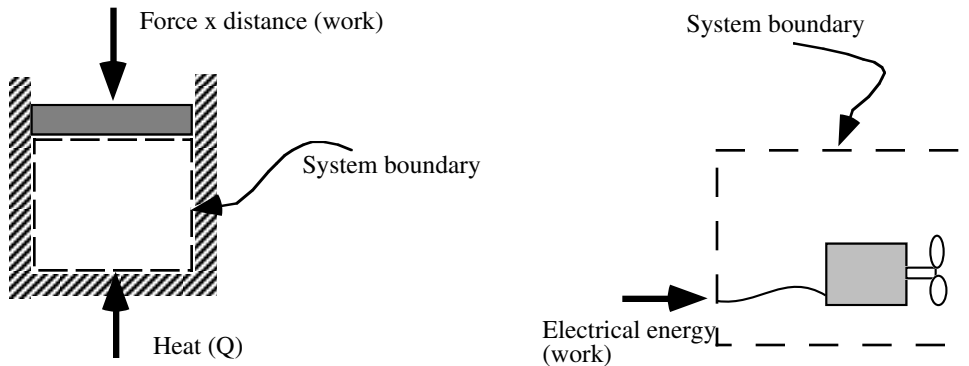 Force x distance (work)
System boundary
Heat (Q)
System boundary
Electrical energy
(work)